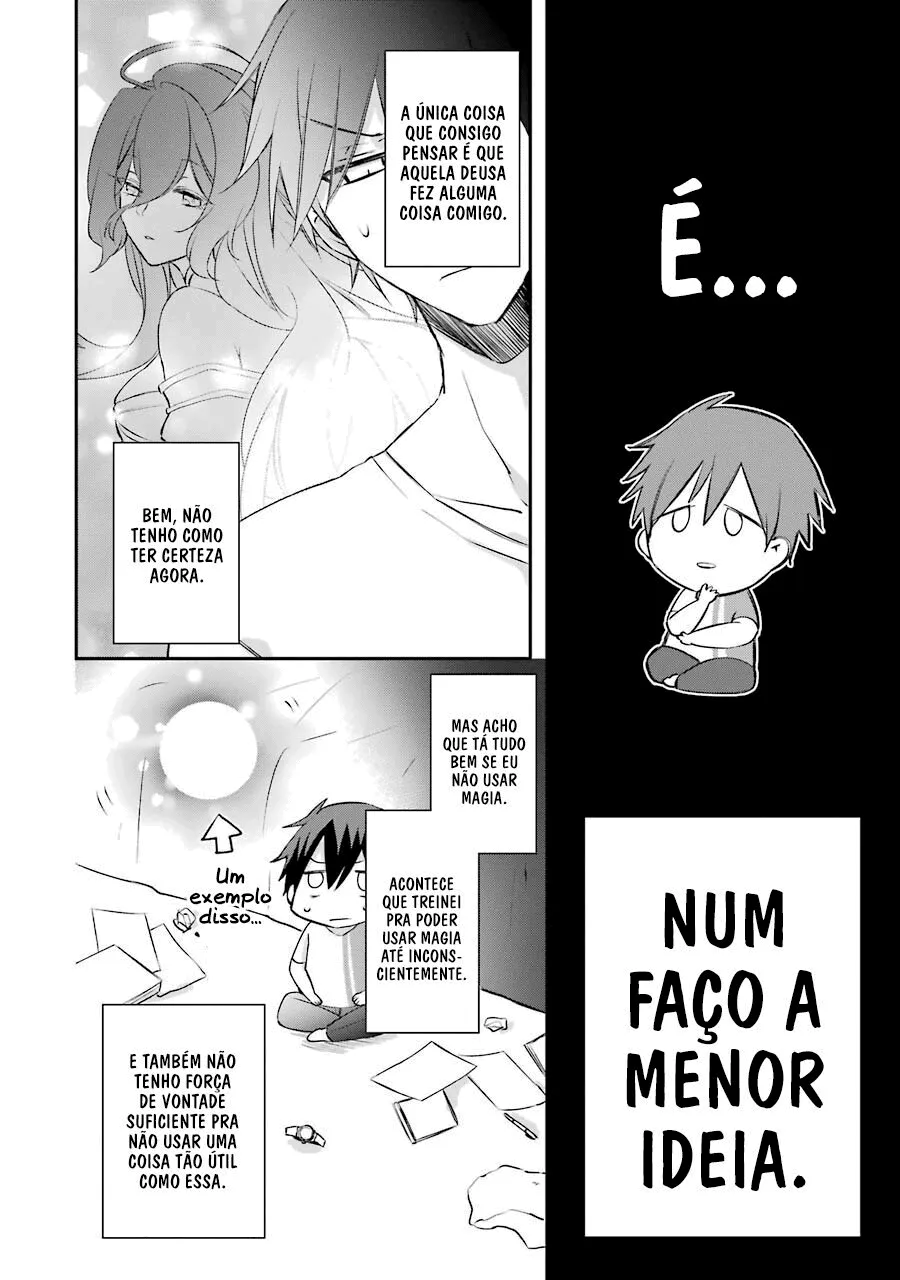 É...
NUM
FAÇO A
MENOR
IDEIA.
A ÚNICA COISA
QUE CONSIGO
PENSAR É QUE
AQUELA DEUSA
FEZ ALGUMA
COISA COMIGO.
BEM, NÃO
TENHO COMO
TER CERTEZA
AGORA.
MAS ACHO
QUE TÁ TUDO
BEM SE EU
NÃO USAR
MAGIA.
ACONTECE
QUE TREINEI
PRA PODER
USAR MAGIA
ATÉ INCONS-
CIENTEMENTE.
Um
exemplo
disso...
E TAMBÉM NÃO
TENHO FORÇA
DE VONTADE
SUFICIENTE PRA
NÃO USAR UMA
COISA TÃO ÚTIL
COMO ESSA.